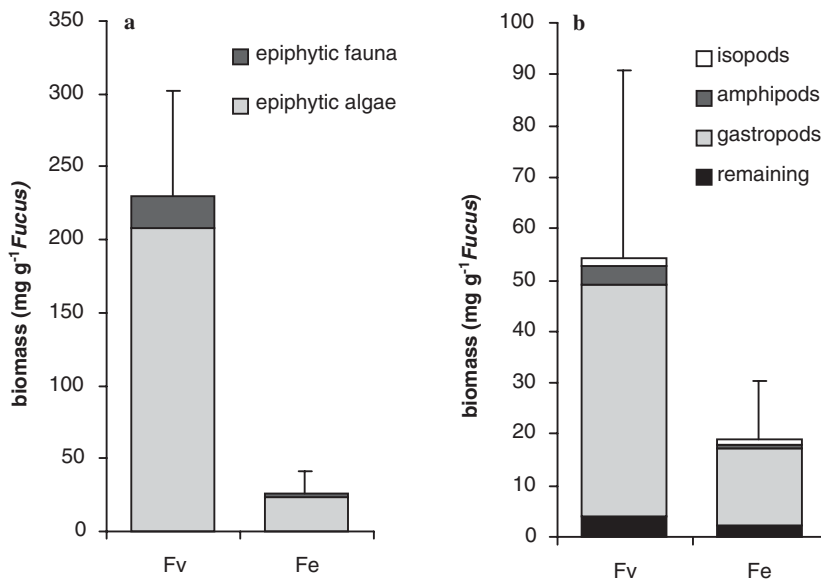 a
350
300
250
200
150
100
50
0
biomass (mg g-1 Fucus)
epiphytic fauna
epiphytic algae
Fv Fe
b
100
90
80
70
60
50
40
30
20
10
0
biomass (mg g-1 Fucus)
isopods
amphipods
gastropods
remaining
Fv Fe